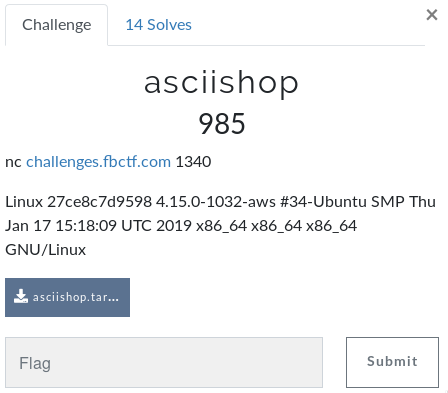 Challenge 14 Solves ×
asciishop
985
nc challenges.fbctf.com 1340
Linux 27ce8c7d9598 4.15.0-1032-aws #34-Ubuntu SMP Thu
Jan 17 15:18:09 UTC 2019 x86_64 x86_64 x86_64
GNU/Linux
asciishop.tar...
Flag Submit